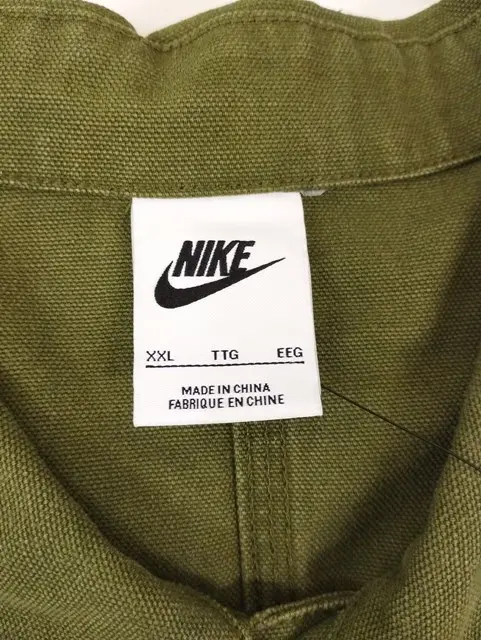 NIKE
XXL TTG EEG
MADE IN CHINA
FABRIQUE EN CHINE